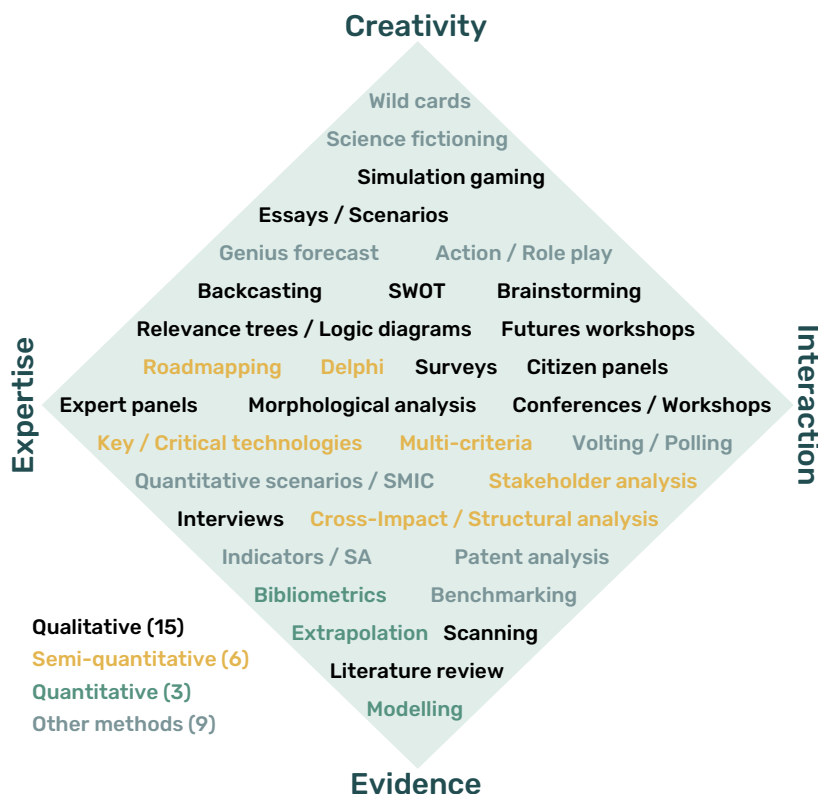 Creativity
Wild cards
Science fictioning
Simulation gaming
Essays / Scenarios
Genius forecast Action / Role play
Backcasting SWOT Brainstorming
Relevance trees / Logic diagrams Futures workshops
Roadmapping Delphi Surveys Citizen panels
Expertise
Interaction
Expert panels Morphological analysis Conferences / Workshops
Key / Critical technologies Multi-criteria Volting / Polling
Quantitative scenarios / SMIC Stakeholder analysis
Interviews Cross-Impact / Structural analysis
Indicators / SA Patent analysis
Bibliometrics Benchmarking
Extrapolation Scanning
Literature review
Modelling
Evidence
Qualitative (15)
Semi-quantitative (6)
Quantitative (3)
Other methods (9)